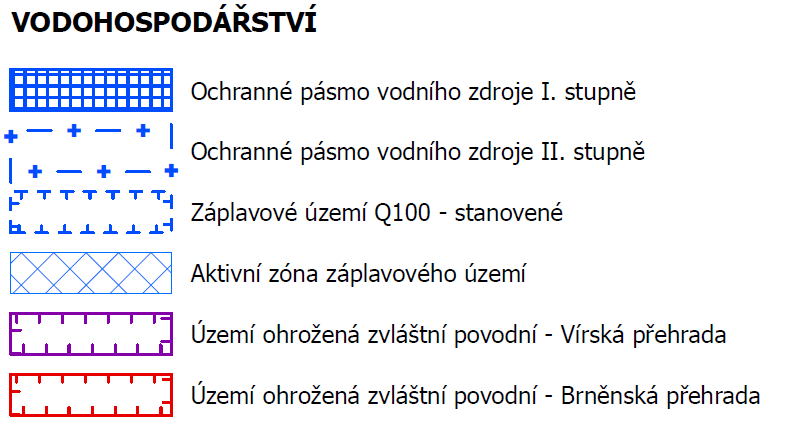 VODOHOSPODÁŘSTVÍ
Ochranné pásmo vodního zdroje I. stupně
Ochranné pásmo vodního zdroje II. stupně
Záplavové území Q100 - stanovené
Aktivní zóna záplavového území
Území ohrožená zvláštní povodní - Vírská přehrada
Území ohrožená zvláštní povodní - Brněnská přehrada